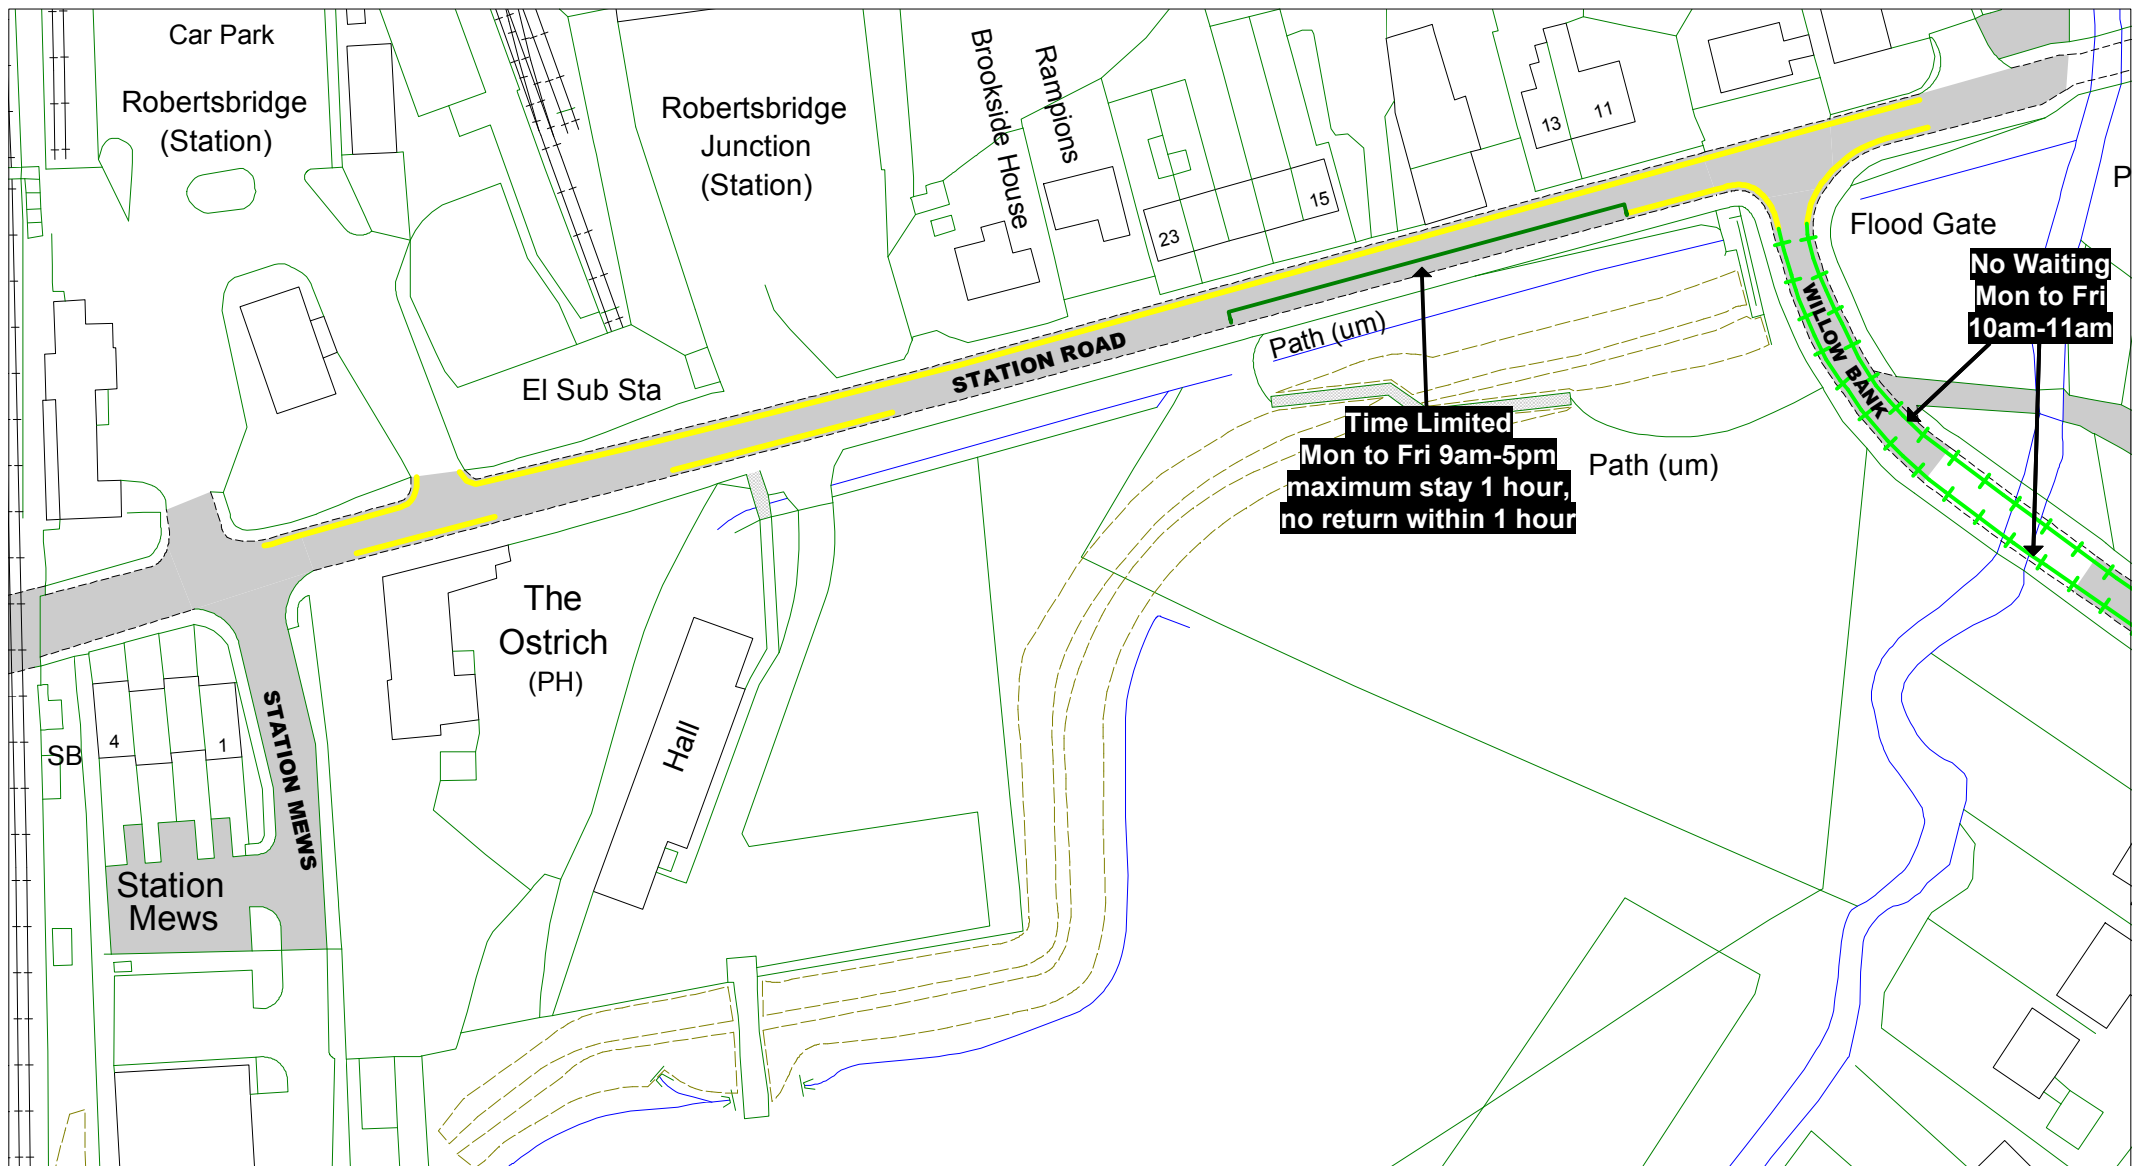 Car Park
Robertsbridge
(Station)
Robertsbridge
Junction
(Station)
Brookside House
Rampions
23
15
13
11
P
Flood Gate
No Waiting
Mon to Fri
10am-11am
WILLOW BANK
Path (um)
STATION ROAD
El Sub Sta
Time Limited
Mon to Fri 9am-5pm
maximum stay 1 hour,
no return within 1 hour
Path (um)
The
Ostrich
(PH)
Hall
STATION MEWS
SB
4
1
Station
Mews